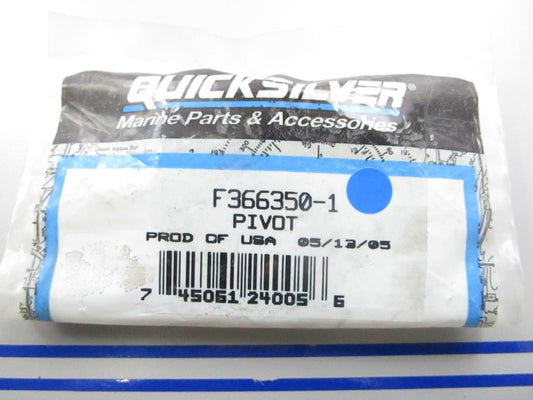 QUICKSILVER®
Marine Parts & Accessories
F366350-1
PIVOT
PROD OF USA 05/13/05
7 45061 24005 6